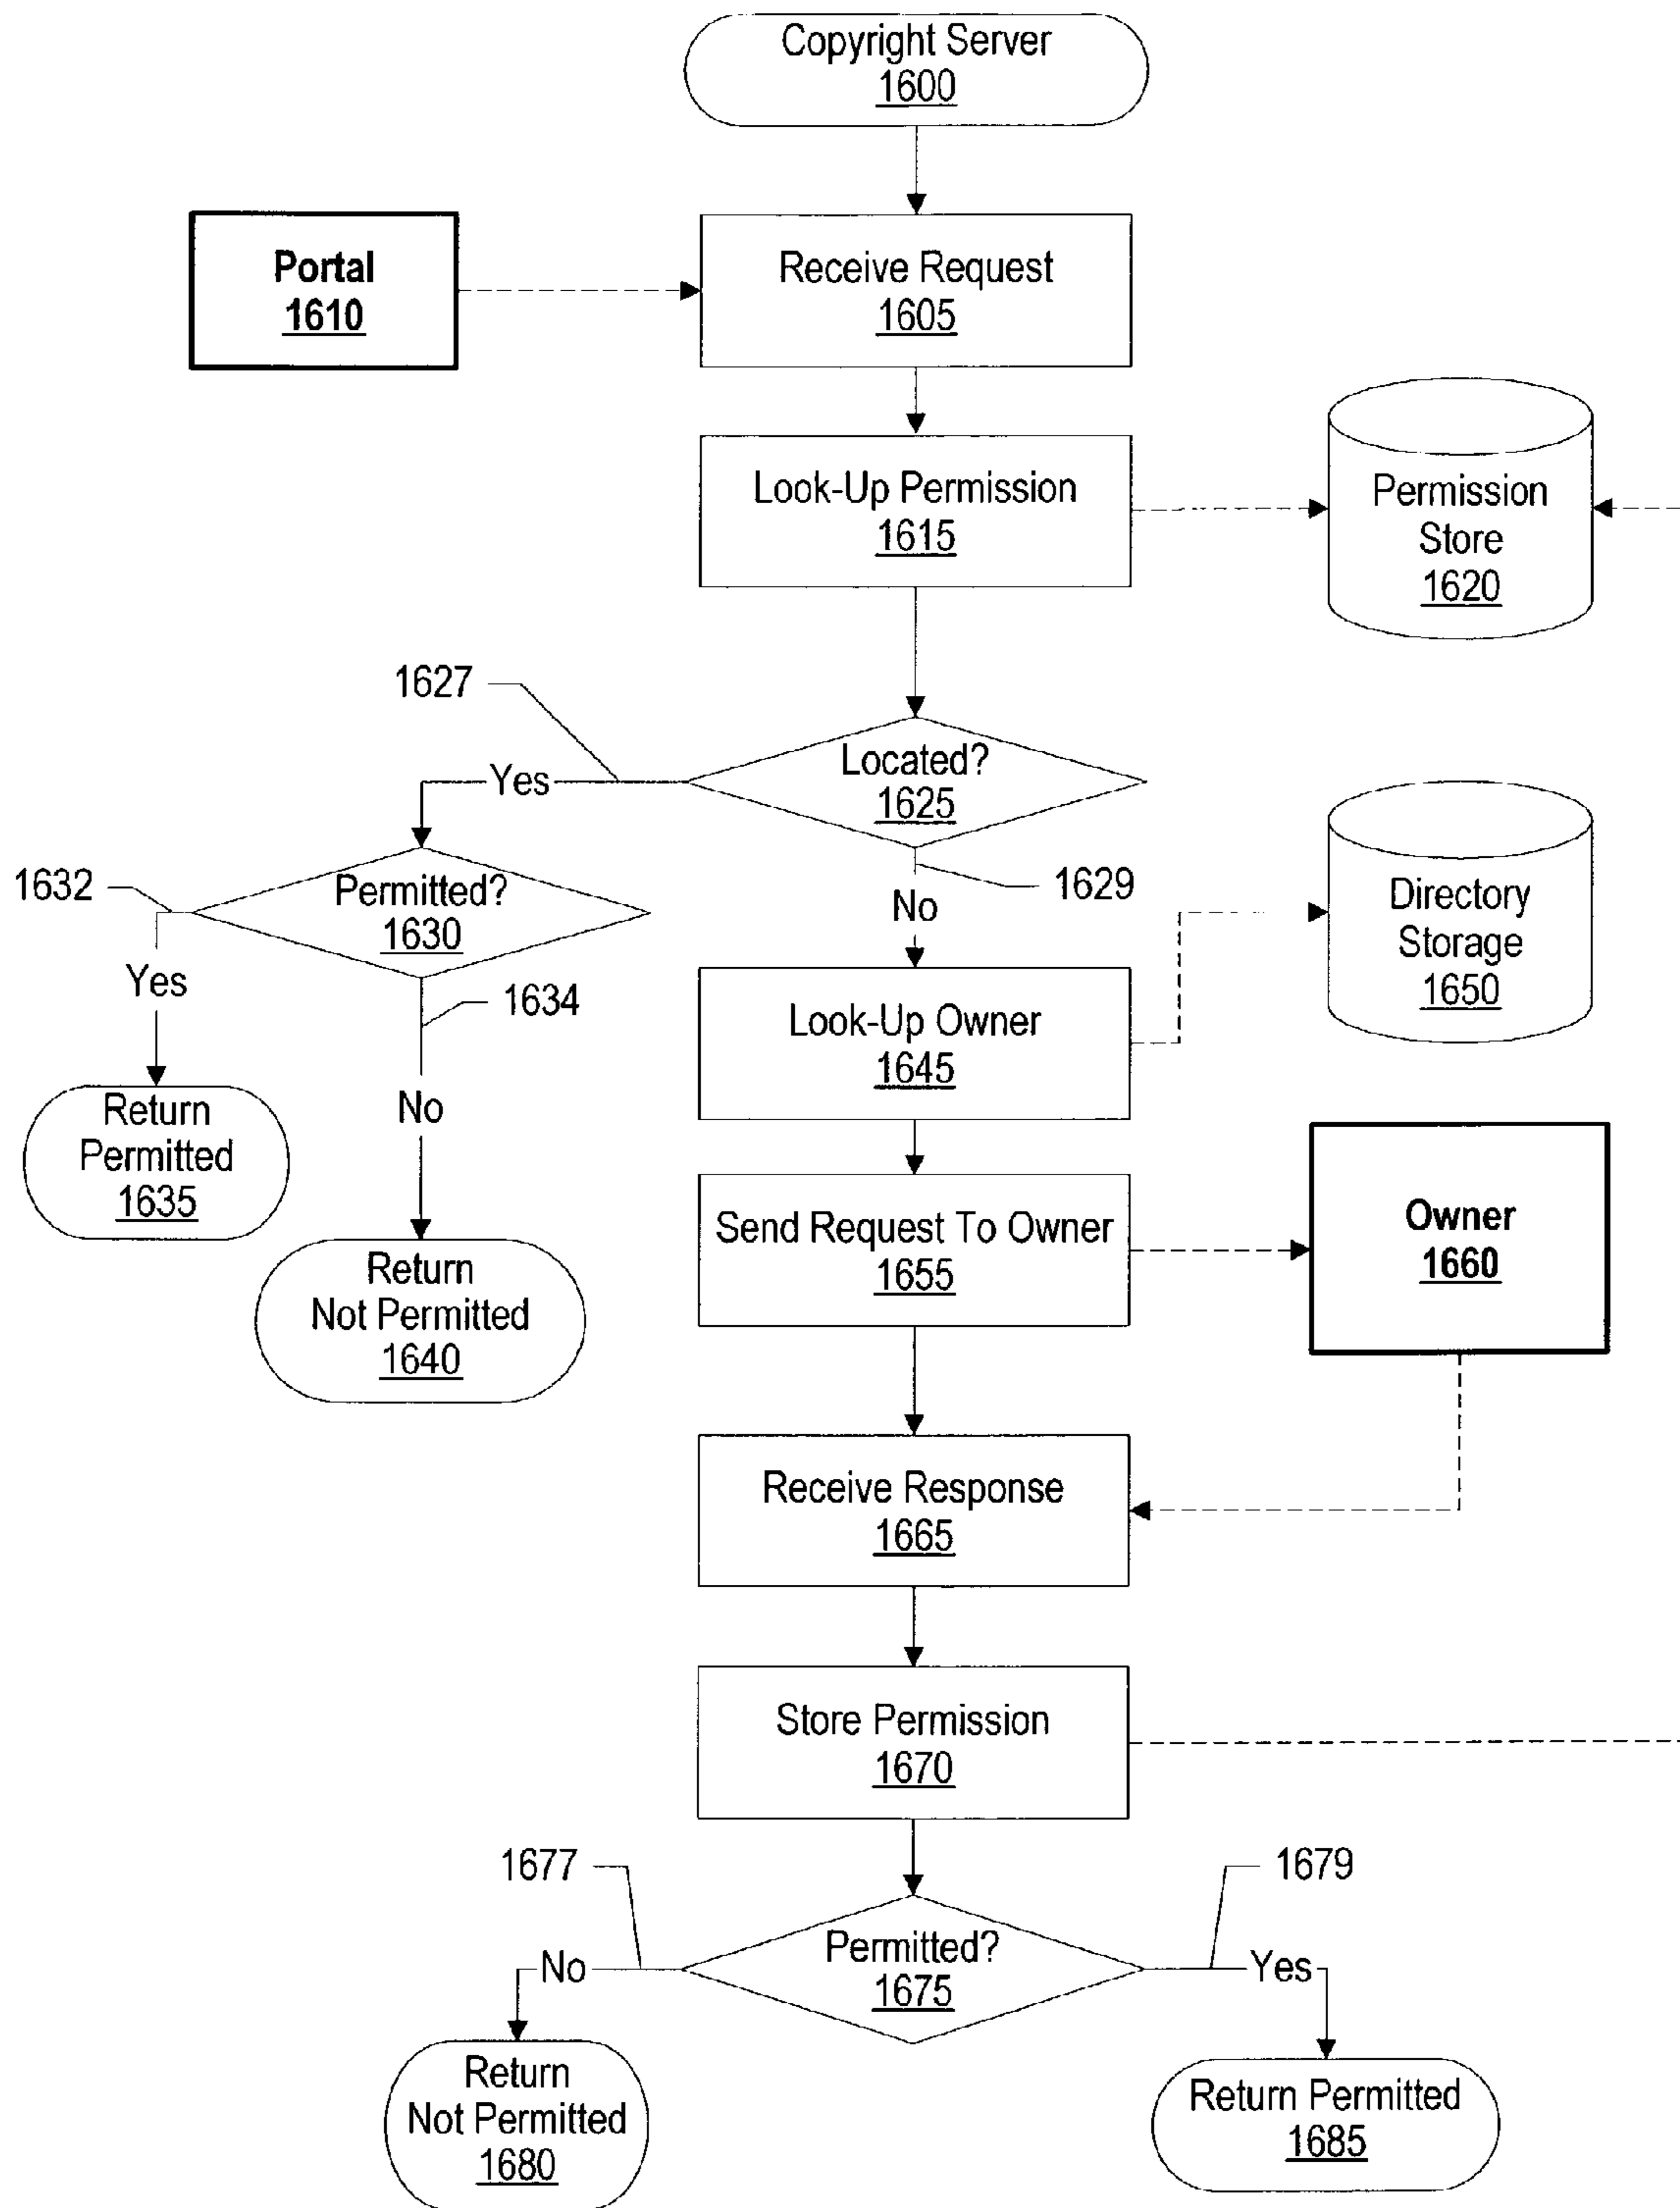 Copyright Server
1600
Portal
1610
Receive Request
1605
Look-Up Permission
1615
Permission
Store
1620
1627
Located?
1625
Yes
1632
Permitted?
1630
1629
No
Directory
Storage
1650
Yes
1634
Look-Up Owner
1645
Return
Permitted
1635
No
Send Request To Owner
1655
Owner
1660
Return
Not Permitted
1640
Receive Response
1665
Store Permission
1670
1677
1679
Permitted?
1675
No
Yes
Return
Not Permitted
1680
Return Permitted
1685